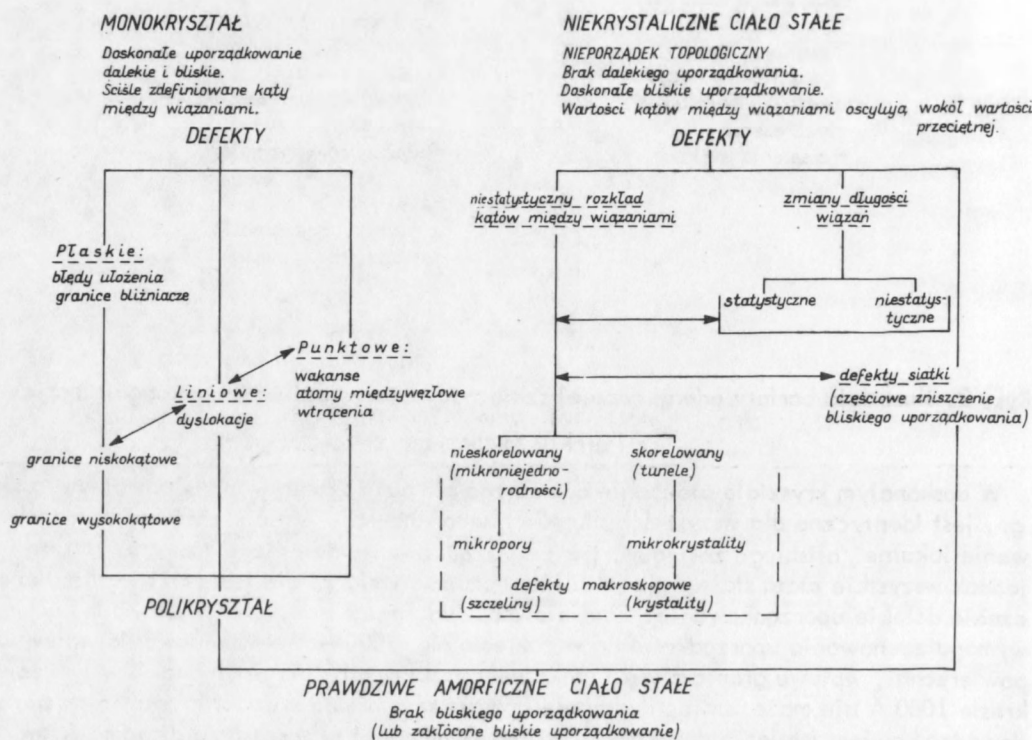 MONOKRYSZTAŁ
Doskonałe uporządkowanie
dalekie i bliskie.
Ściśle zdefiniowane kąty
między wiązaniami.
DEFEKTY
Płaskie:
błędy ułożenia
granice bliźniacze
Punktowe:
wakanse
atomy międzywęzłowe
wtrącenia
Liniowe:
dyslokacje
granice niskokątowe
granice wysokokątowe
POLIKRYSZTAŁ
NIEKRYSTALICZNE CIAŁO STAŁE
NIEPORZĄDEK TOPOLOGICZNY
Brak dalekiego uporządkowania.
Doskonałe bliskie uporządkowanie.
Wartości kątów między wiązaniami oscylują wokół wartości
przeciętnej.
DEFEKTY
niestatystyczny rozkład
kątów między wiązaniami
zmiany długości
wiązań
statystyczne
niestatys-
tyczne
defekty siatki
(częściowe zniszczenie
bliskiego uporządkowania)
nieskorelowany
(mikroniejedno-
rodności)
skorelowany
(tunele)
mikropory
mikrokrystality
defekty makroskopowe
(szczeliny) (krystality)
PRAWDZIWE AMORFICZNE CIAŁO STAŁE
Brak bliskiego uporządkowania
(lub zakłócone bliskie uporządkowanie)